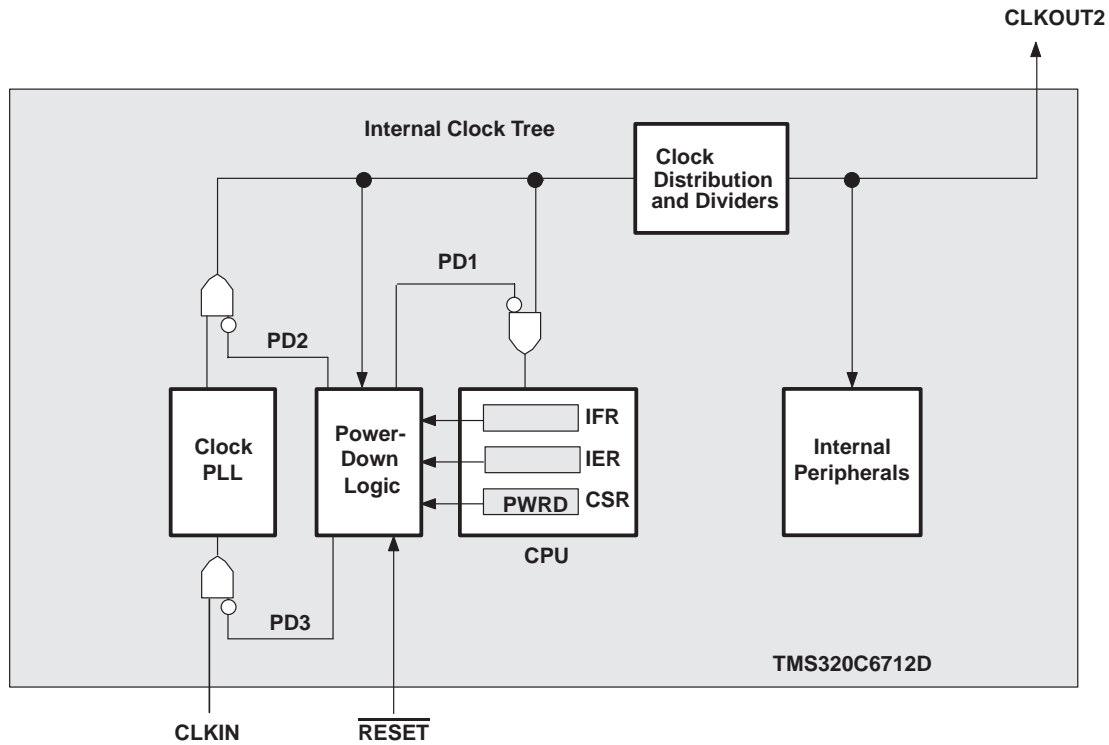 CLKOUT2
Internal Clock Tree
Clock
Distribution
and Dividers
PD1
PD2
Clock
PLL
Power-
Down
Logic
IFR
IER
PWRD
CSR
CPU
Internal
Peripherals
PD3
TMS320C6712D
CLKIN
RESET